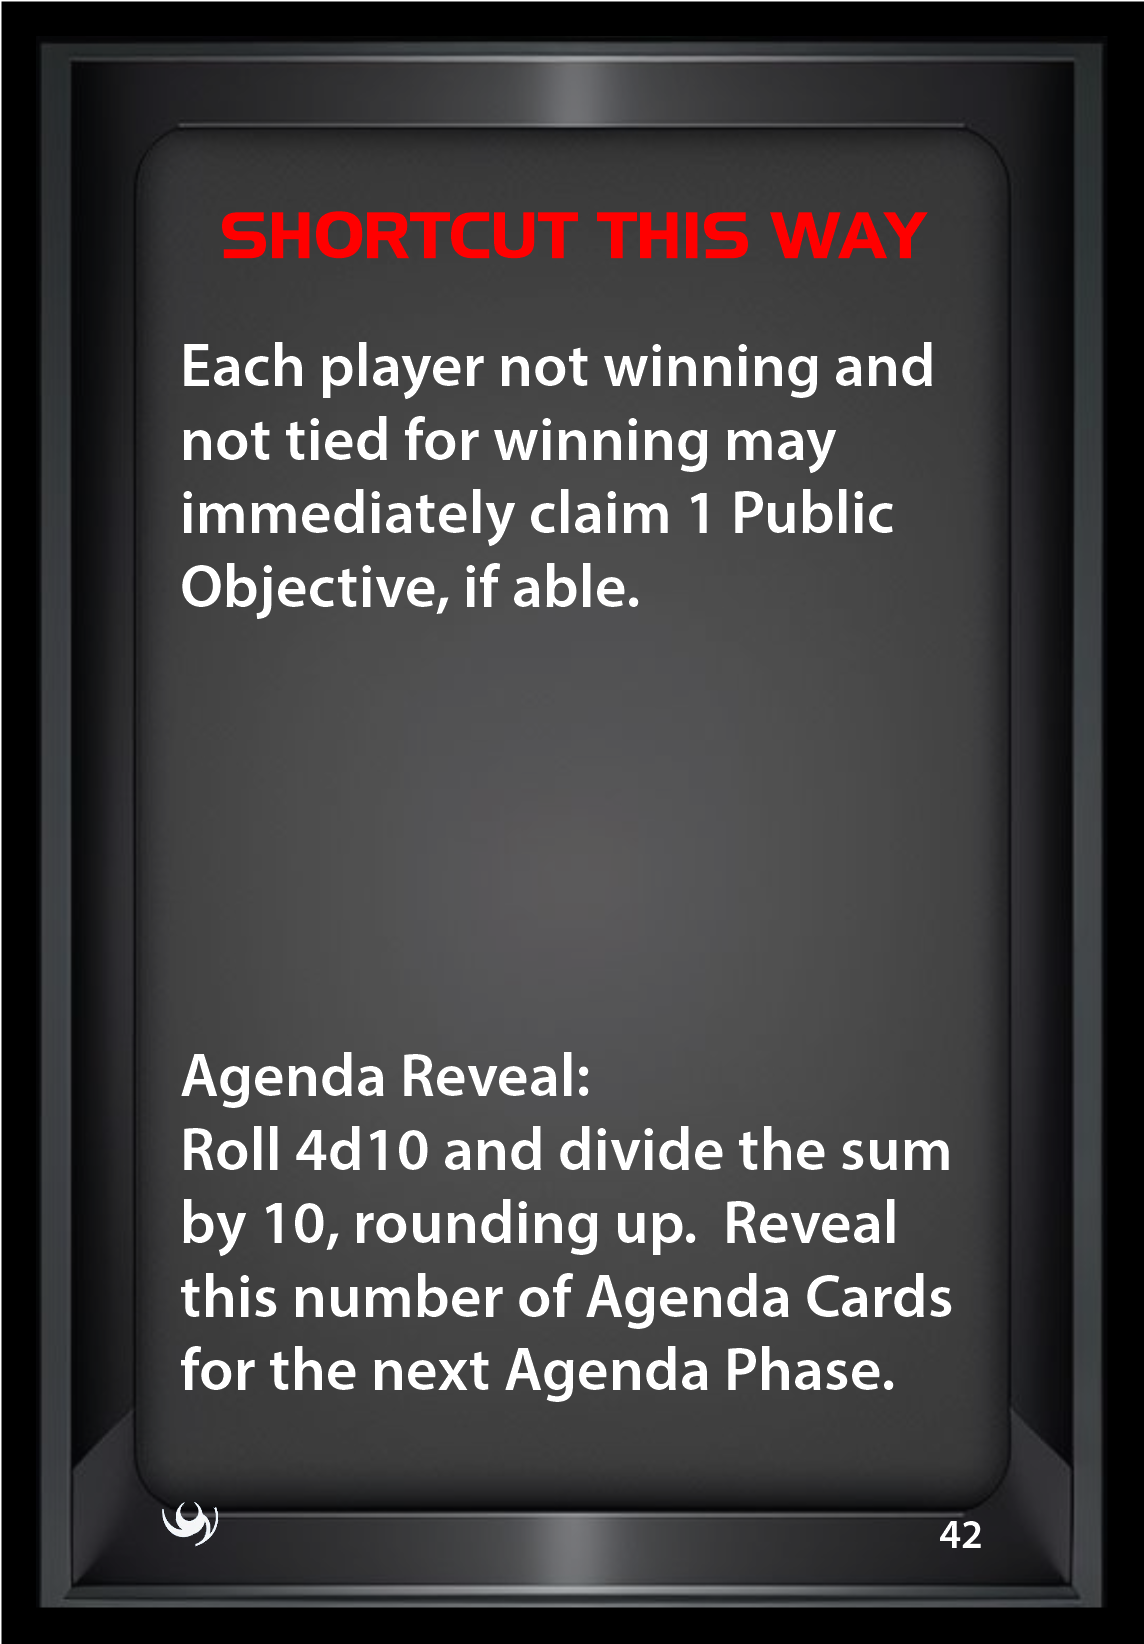 SHORTCUT THIS WAY
Each player not winning and
not tied for winning may
immediately claim 1 Public
Objective, if able.
Agenda Reveal:
Roll 4d10 and divide the sum
by 10, rounding up.  Reveal
this number of Agenda Cards
for the next Agenda Phase.
42